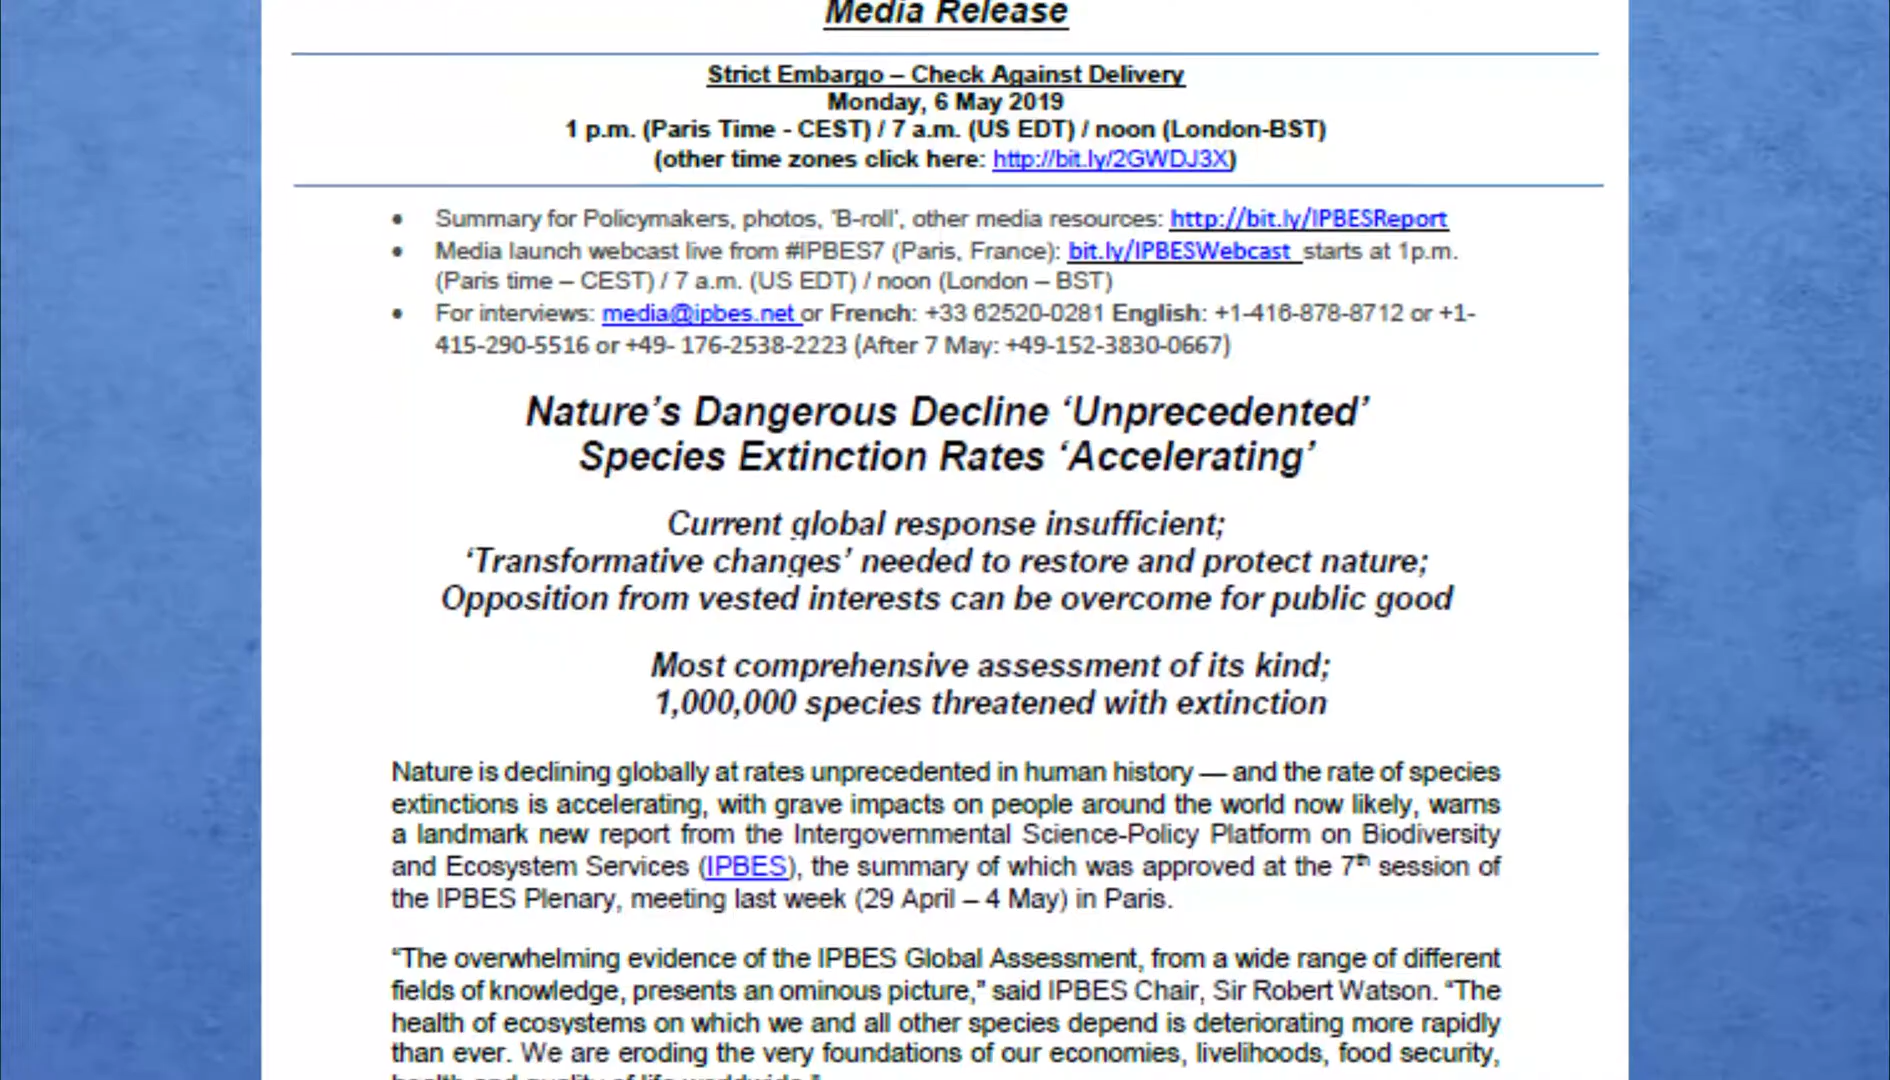 Media Release
Strict Embargo – Check Against Delivery
Monday, 6 May 2019
1 p.m. (Paris Time - CEST) / 7 a.m. (US EDT) / noon (London-BST)
(other time zones click here: http://bit.ly/2GWDJ3X)
• Summary for Policymakers, photos, 'B-roll', other media resources: http://bit.ly/IPBESReport
• Media launch webcast live from #IPBES7 (Paris, France): bit.ly/IPBESWebcast starts at 1p.m.
(Paris time – CEST) / 7 a.m. (US EDT) / noon (London – BST)
• For interviews: media@ipbes.net or French: +33 62520-0281 English: +1-416-878-8712 or +1-
415-290-5516 or +49- 176-2538-2223 (After 7 May: +49-152-3830-0667)
Nature's Dangerous Decline 'Unprecedented'
Species Extinction Rates 'Accelerating'
Current global response insufficient;
'Transformative changes' needed to restore and protect nature;
Opposition from vested interests can be overcome for public good
Most comprehensive assessment of its kind;
1,000,000 species threatened with extinction
Nature is declining globally at rates unprecedented in human history — and the rate of species
extinctions is accelerating, with grave impacts on people around the world now likely, warns
a landmark new report from the Intergovernmental Science-Policy Platform on Biodiversity
and Ecosystem Services (IPBES), the summary of which was approved at the 7th session of
the IPBES Plenary, meeting last week (29 April – 4 May) in Paris.
"The overwhelming evidence of the IPBES Global Assessment, from a wide range of different
fields of knowledge, presents an ominous picture," said IPBES Chair, Sir Robert Watson. "The
health of ecosystems on which we and all other species depend is deteriorating more rapidly
than ever. We are eroding the very foundations of our economies, livelihoods, food security,
health and quality of life worldwide."